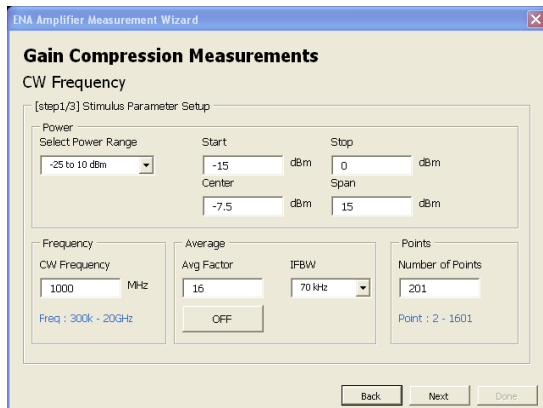 ENA Amplifier Measurement Wizard
Gain Compression Measurements
CW Frequency
[step1/3] Stimulus Parameter Setup
Power
Select Power Range Start Stop
-25 to 10 dBm -15 dBm 0 dBm
Center Span
-7.5 dBm 15 dBm
Frequency Average Points
CW Frequency Avg Factor IFBW Number of Points
1000 MHz 16 70 kHz 201
Freq : 300k - 20GHz OFF Point : 2 - 1601
Back Next Done